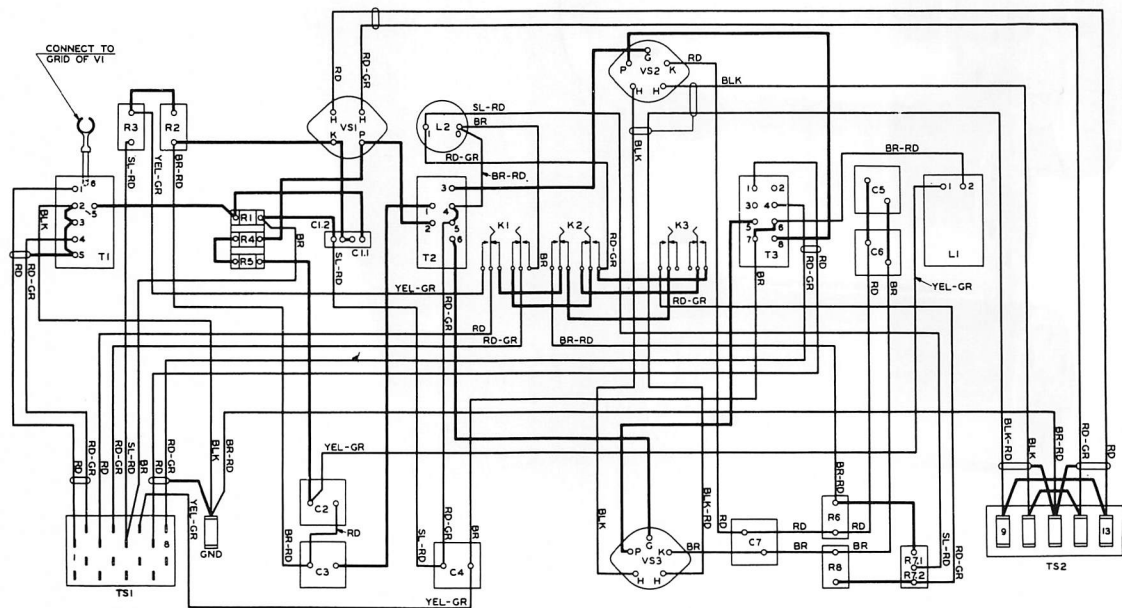 CONNECT TO
GRID OF V1
RD
RD-GR
P
G
K
VS2
RD
H
H
BLK
R3
R2
H
H
VS1
K
P
SL-RD
I
L2
O
BR
RD-GR
BR-RD
BLK
BR-RD
SL-RD
YEL-GR
BR-RD
6
1
2
5
3
4
5
T1
BLK
RD
RD-GR
R1
R4
R5
BR
C1.2
C1.1
SL-RD
3
1
4
2
5
6
T2
K1
K2
K3
BR
RD-GR
YEL-GR
RD-GR
1
2
3
4
5
6
7
8
T3
BR
RD-GR
RD
C5
C6
RD
BR
1
2
L1
YEL-GR
RD-GR
RD
BR-RD
RD
RD-GR
RD
RD-GR
SL-RD
BR
RD-GR
BLK
BR-RD
YEL-GR
YEL-GR
1
8
TS1
GND
C2
RD
BR-RD
C3
SL-RD
RD-GR
BR
C4
YEL-GR
BLK
P
G
K
VS3
H
H
BLK-RD
BR
RD
C7
RD
BR
BR-RD
R6
R8
RD
BR
R7.1
R7.2
SL-RD
RD-GR
BLK-RD
BLK
BR-RD
RD-GR
RD
9
13
TS2